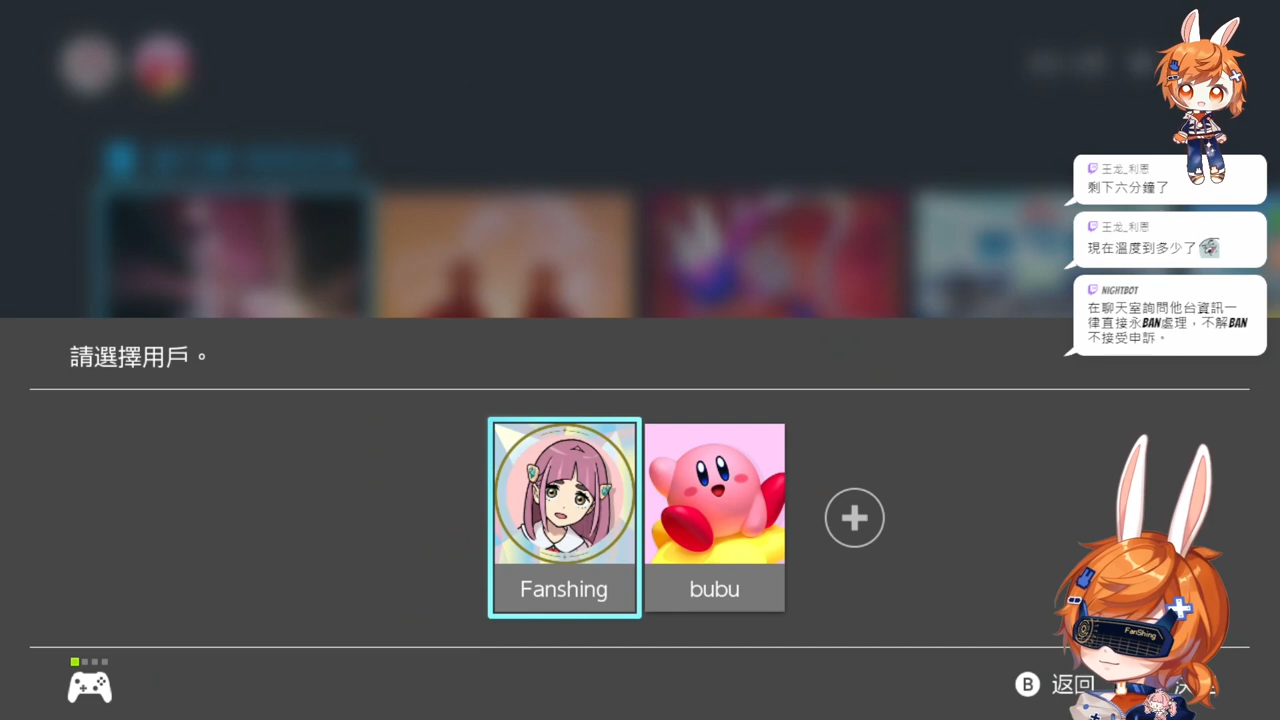 王龙_利恩
剩下六分鐘了
王龙_利恩
現在溫度到多少了
NIGHTBOT
在聊天室詢問他台資訊一
律直接永BAN處理，不解BAN
不接受申訴。
請選擇用戶。
Fanshing
bubu
FanShing
B 返回